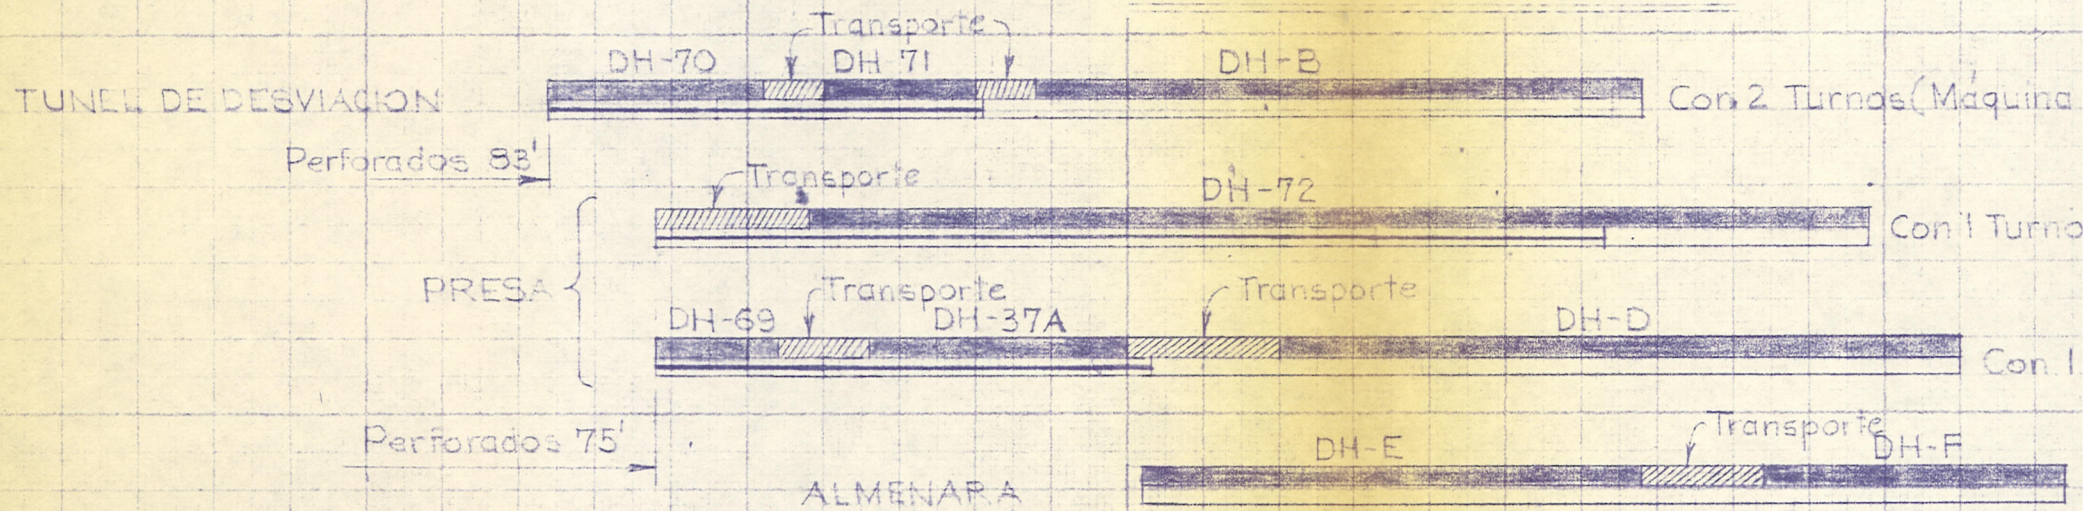 Transporte
DH-70 DH 71 DH-B
TUNEL DE DESVIACION Con 2 Turnos (Máquina
Perforados 83'
Transporte DH-72
Con 1 Turno
PRESA
Transporte Transporte
DH-69 DH-37A DH-D
Con 1
Perforados 75'
Transporte
DH-E DH-F
ALMENARA